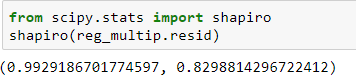 from scipy.stats import shapiro
shapiro(reg_multip.resid)
(0.9929186701774597, 0.8298814296722412)